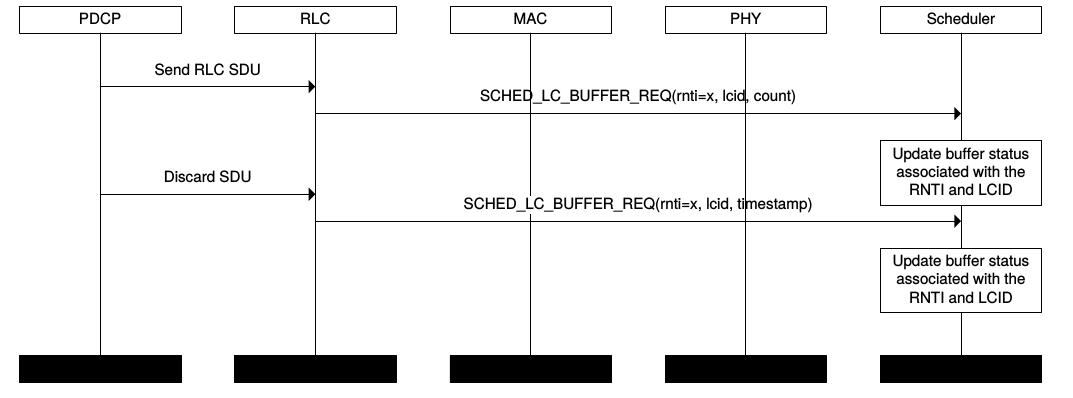 PDCP
RLC
MAC
PHY
Scheduler
Send RLC SDU
SCHED_LC_BUFFER_REQ(rnti=x, lcid, count)
Update buffer status
associated with the
RNTI and LCID
Discard SDU
SCHED_LC_BUFFER_REQ(rnti=x, lcid, timestamp)
Update buffer status
associated with the
RNTI and LCID